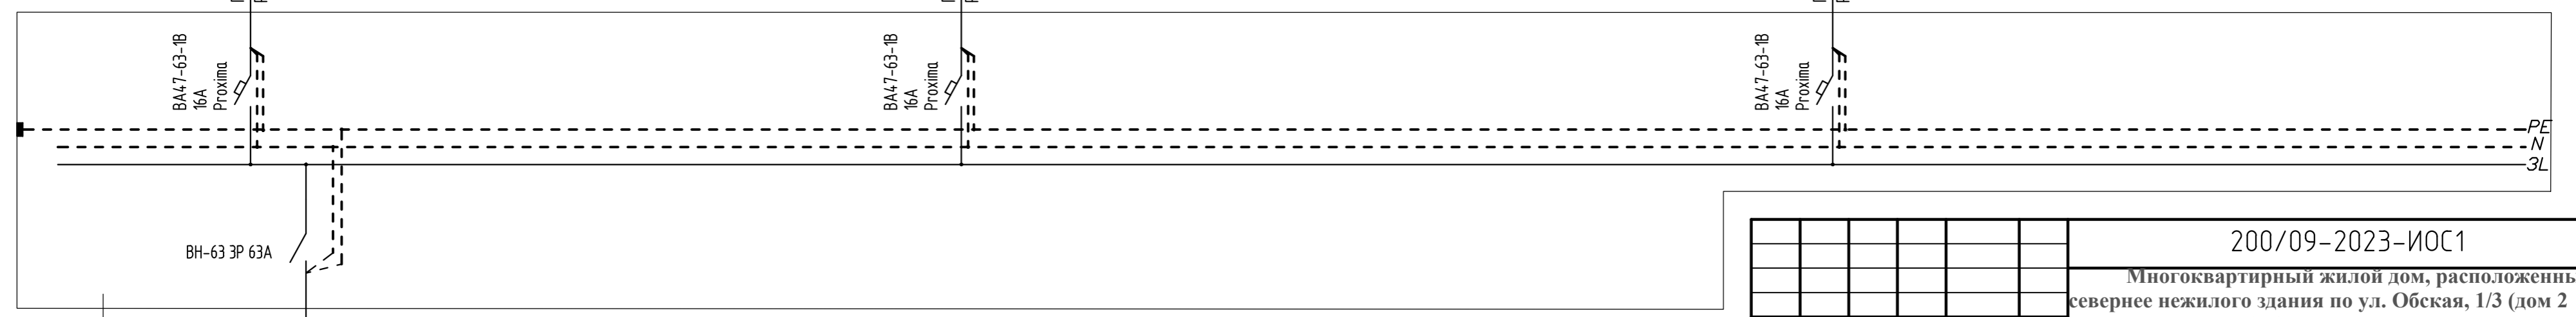 ВА47-63-1В
16А
Proxima
ВА47-63-1В
16А
Proxima
ВА47-63-1В
16А
Proxima
PE
N
3L
ВН-63 3P 63А
200/09-2023-ИОС1
Многоквартирный жилой дом, расположенны
севернее нежилого здания по ул. Обская, 1/3 (дом 2